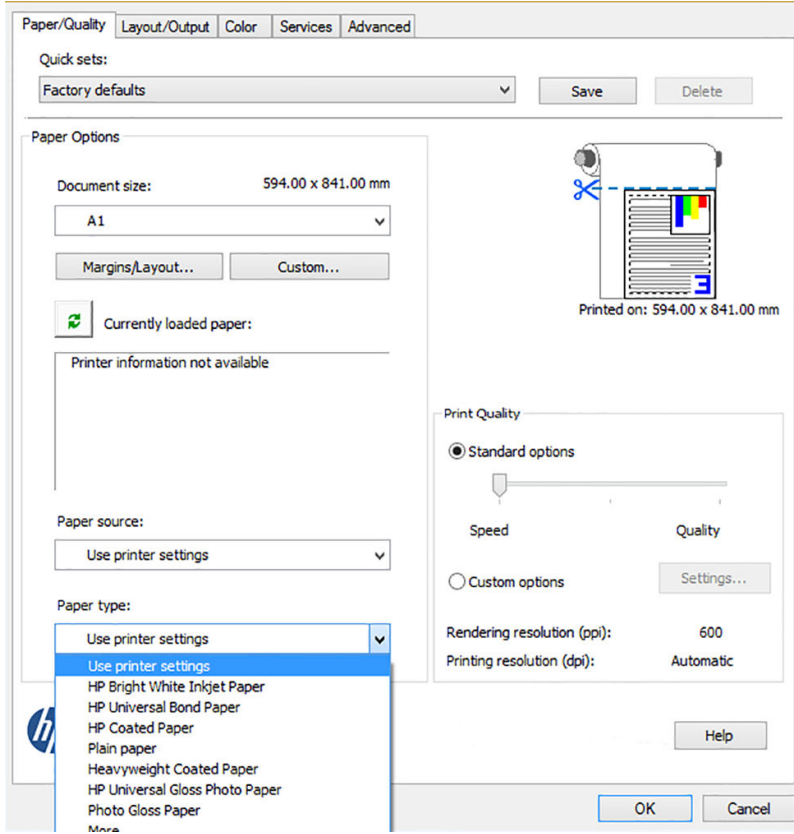 Paper/Quality Layout/Output Color Services Advanced
Quick sets:
Factory defaults
Save Delete
Paper Options
Document size: 594.00 x 841.00 mm
A1
Margins/Layout... Custom...
Currently loaded paper:
Printer information not available
Printed on: 594.00 x 841.00 mm
Paper source:
Use printer settings
Paper type:
Use printer settings
Use printer settings
HP Bright White Inkjet Paper
HP Universal Bond Paper
HP Coated Paper
Plain paper
Heavyweight Coated Paper
HP Universal Gloss Photo Paper
Photo Gloss Paper
More
Print Quality
Standard options
Speed Quality
Custom options Settings...
Rendering resolution (ppi): 600
Printing resolution (dpi): Automatic
hp
Help
OK Cancel